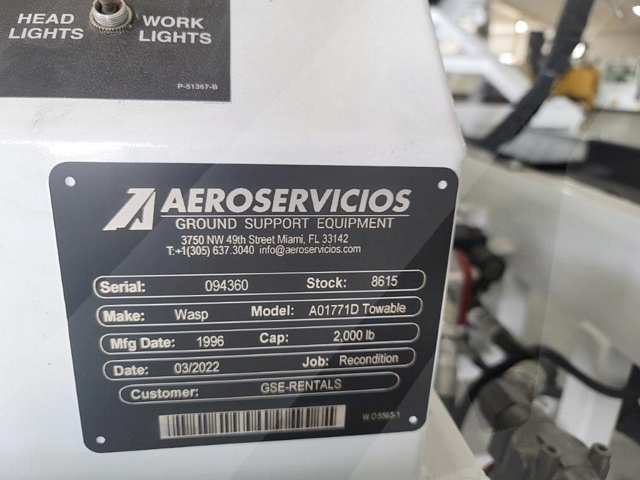 HEAD LIGHTS
WORK LIGHTS
P-51367-B
AEROSERVICIOS
GROUND SUPPORT EQUIPMENT
3750 NW 49th Street Miami, FL 33142
T:+1(305) 637.3040 info@aeroservicios.com
Serial: 094360 Stock: 8615
Make: Wasp Model: A01771D Towable
Mfg Date: 1996 Cap: 2,000 lb
Date: 03/2022 Job: Recondition
Customer: GSE-RENTALS
W.O 5565-1